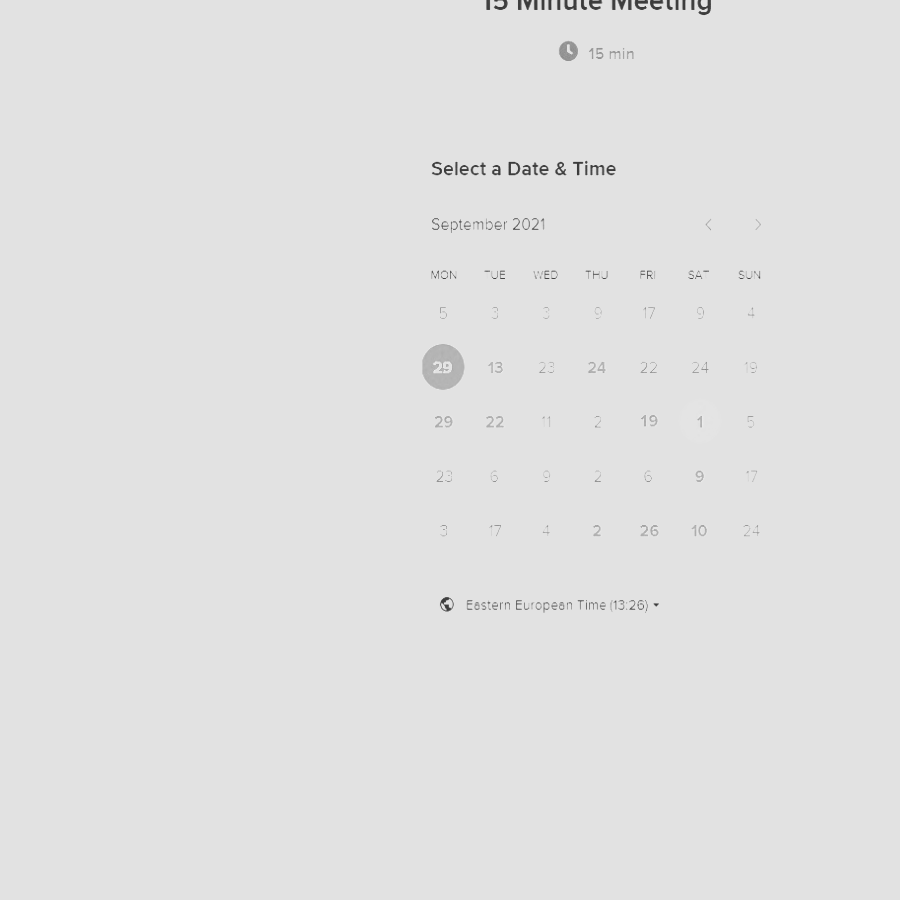 15 Minute Meeting
15 min
Select a Date & Time
September 2021
MON TUE WED THU FRI SAT SUN
5 3 3 9 17 9 4
29 13 23 24 22 24 19
29 22 11 2 19 1 5
23 6 9 2 6 9 17
3 17 4 2 26 10 24
Eastern European Time (13:26)